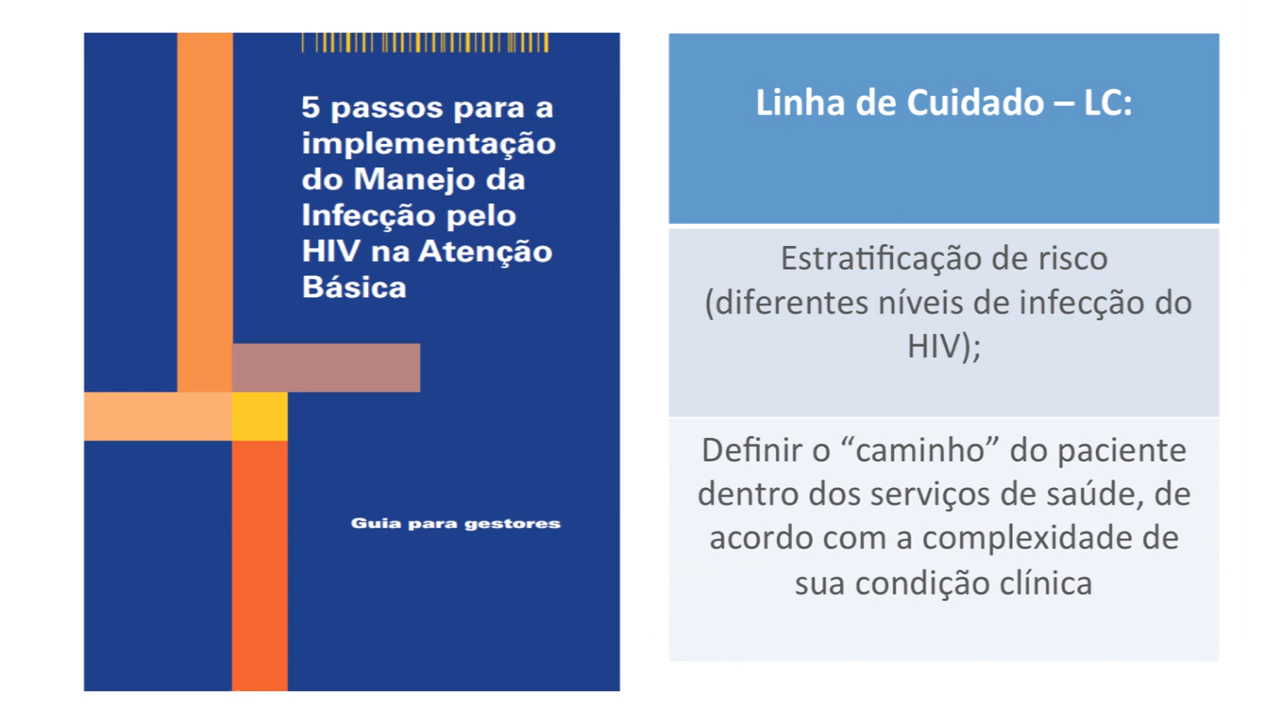 5 passos para a
implementação
do Manejo da
Infecção pelo
HIV na Atenção
Básica
Guia para gestores
Linha de Cuidado – LC:
Estratificação de risco
(diferentes níveis de infecção do
HIV);
Definir o “caminho” do paciente
dentro dos serviços de saúde, de
acordo com a complexidade de
sua condição clínica